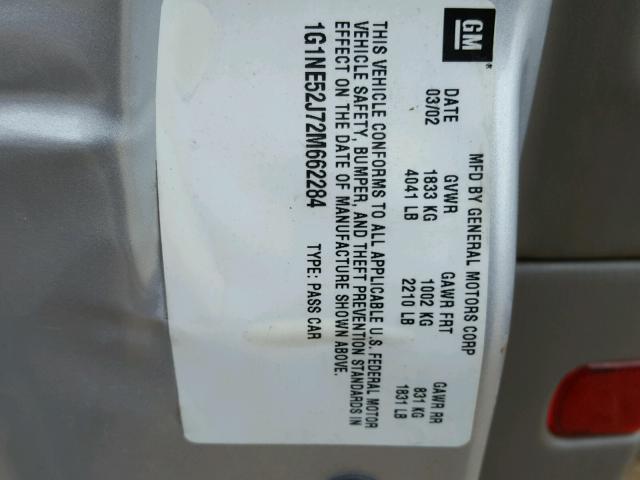 GM
MFD BY GENERAL MOTORS CORP
DATE GVWR GAWR FRT GAWR RR
03/02 1833 KG 1002 KG 831 KG
4041 LB 2210 LB 1831 LB
THIS VEHICLE CONFORMS TO ALL APPLICABLE U.S. FEDERAL MOTOR
VEHICLE SAFETY, BUMPER, AND THEFT PREVENTION STANDARDS IN
EFFECT ON THE DATE OF MANUFACTURE SHOWN ABOVE.
1G1NE52J72M662284 TYPE: PASS CAR